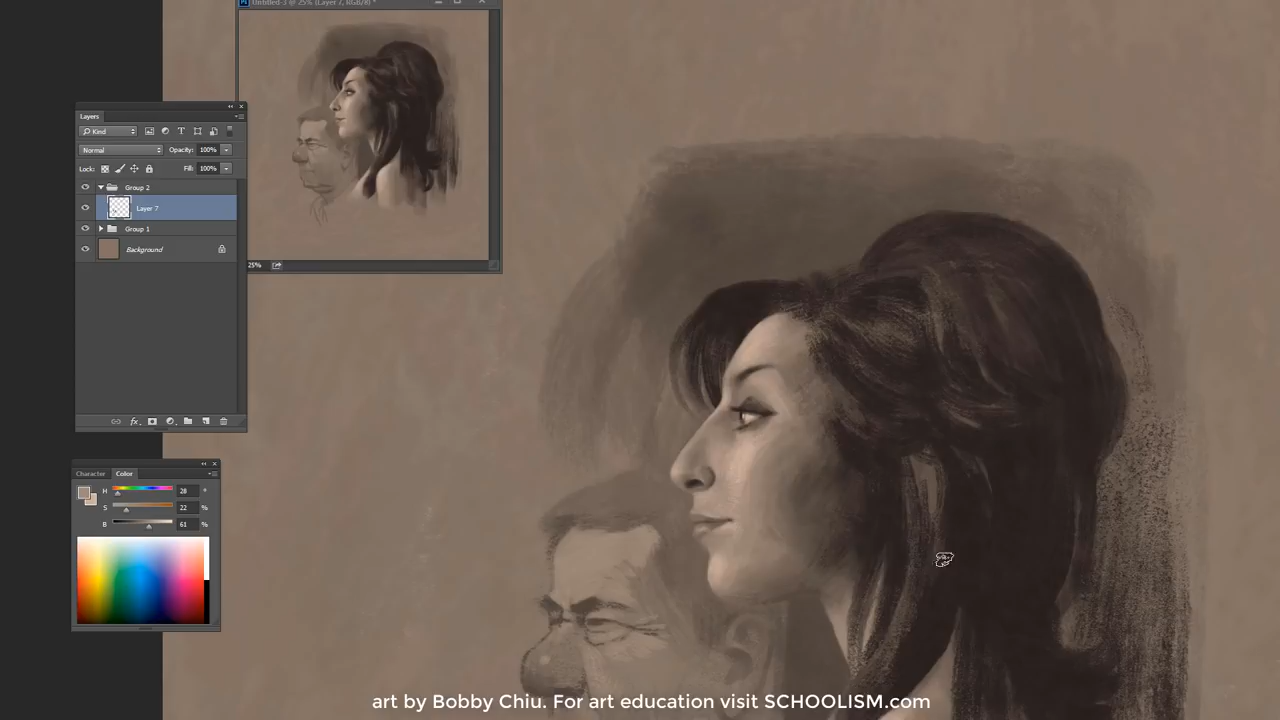 Untitled-3 @ 25% (Layer 7, RGB/8) *
Layers
Kind
Normal Opacity: 100%
Lock: Fill: 100%
Group 2
Layer 7
Group 1
Background
fx
25%
Character Color
H 28 °
S 22 %
B 61 %
art by Bobby Chiu. For art education visit SCHOOLISM.com